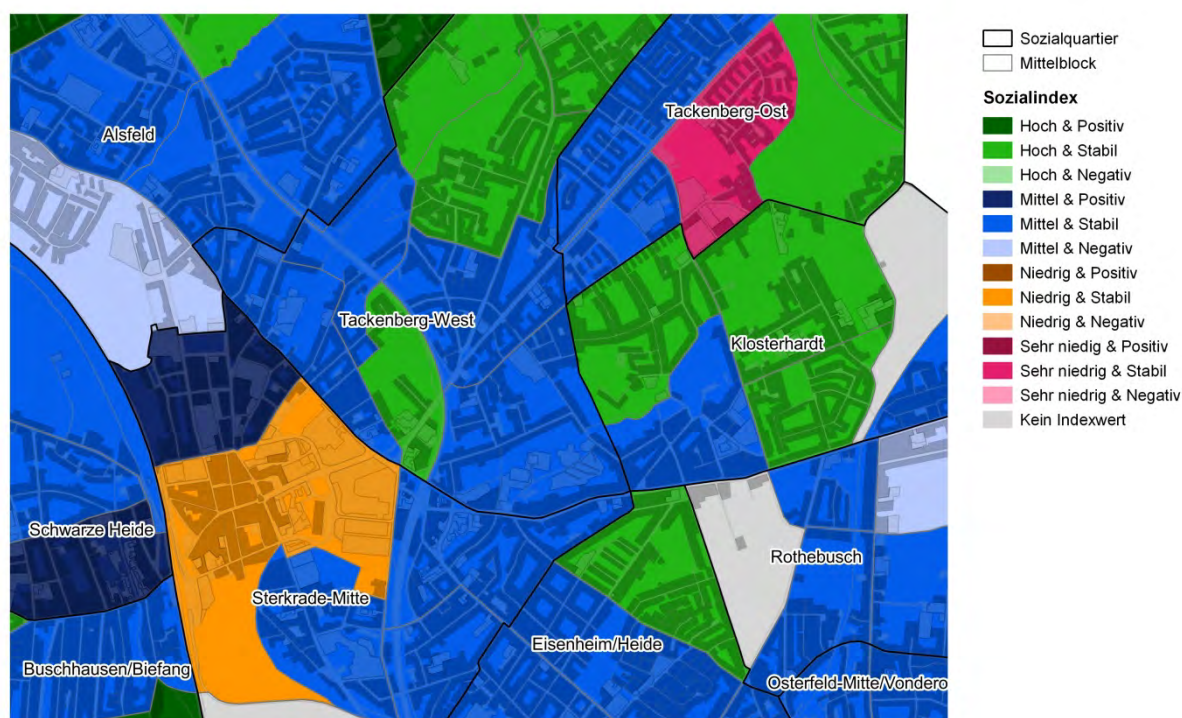 Alsfeld
Tackenberg-Ost
Tackenberg-West
Klosterhardt
Schwarze Heide
Rothebusch
Sterkrade-Mitte
Eisenheim/Heide
Buschhausen/Biefang
Osterfeld-Mitte/Vondero
Sozialquartier
Mittelblock
Sozialindex
Hoch & Positiv
Hoch & Stabil
Hoch & Negativ
Mittel & Positiv
Mittel & Stabil
Mittel & Negativ
Niedrig & Positiv
Niedrig & Stabil
Niedrig & Negativ
Sehr niedig & Positiv
Sehr niedrig & Stabil
Sehr niedrig & Negativ
Kein Indexwert